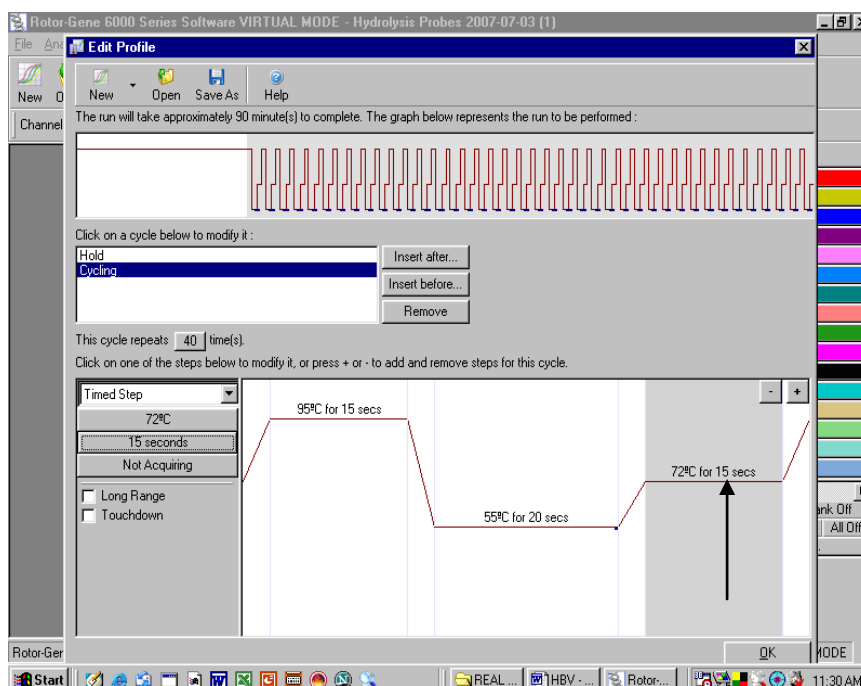 Rotor-Gene 6000 Series Software VIRTUAL MODE - Hydrolysis Probes 2007-07-03 (1)
File
Edit Profile
New
New
Open
Save As
Help
Channel
The run will take approximately 90 minute(s) to complete. The graph below represents the run to be performed :
Click on a cycle below to modify it :
Hold
Cycling
Insert after...
Insert before...
Remove
This cycle repeats 40 time(s).
Click on one of the steps below to modify it, or press + or - to add and remove steps for this cycle.
Timed Step
- +
72ºC
15 seconds
Not Acquiring
Long Range
Touchdown
95ºC for 15 secs
55ºC for 20 secs
72ºC for 15 secs
Off
All Off
OK
Rotor-Ger
MODE
Start
REAL ...
HBV - ...
Rotor-...
11:30 AM